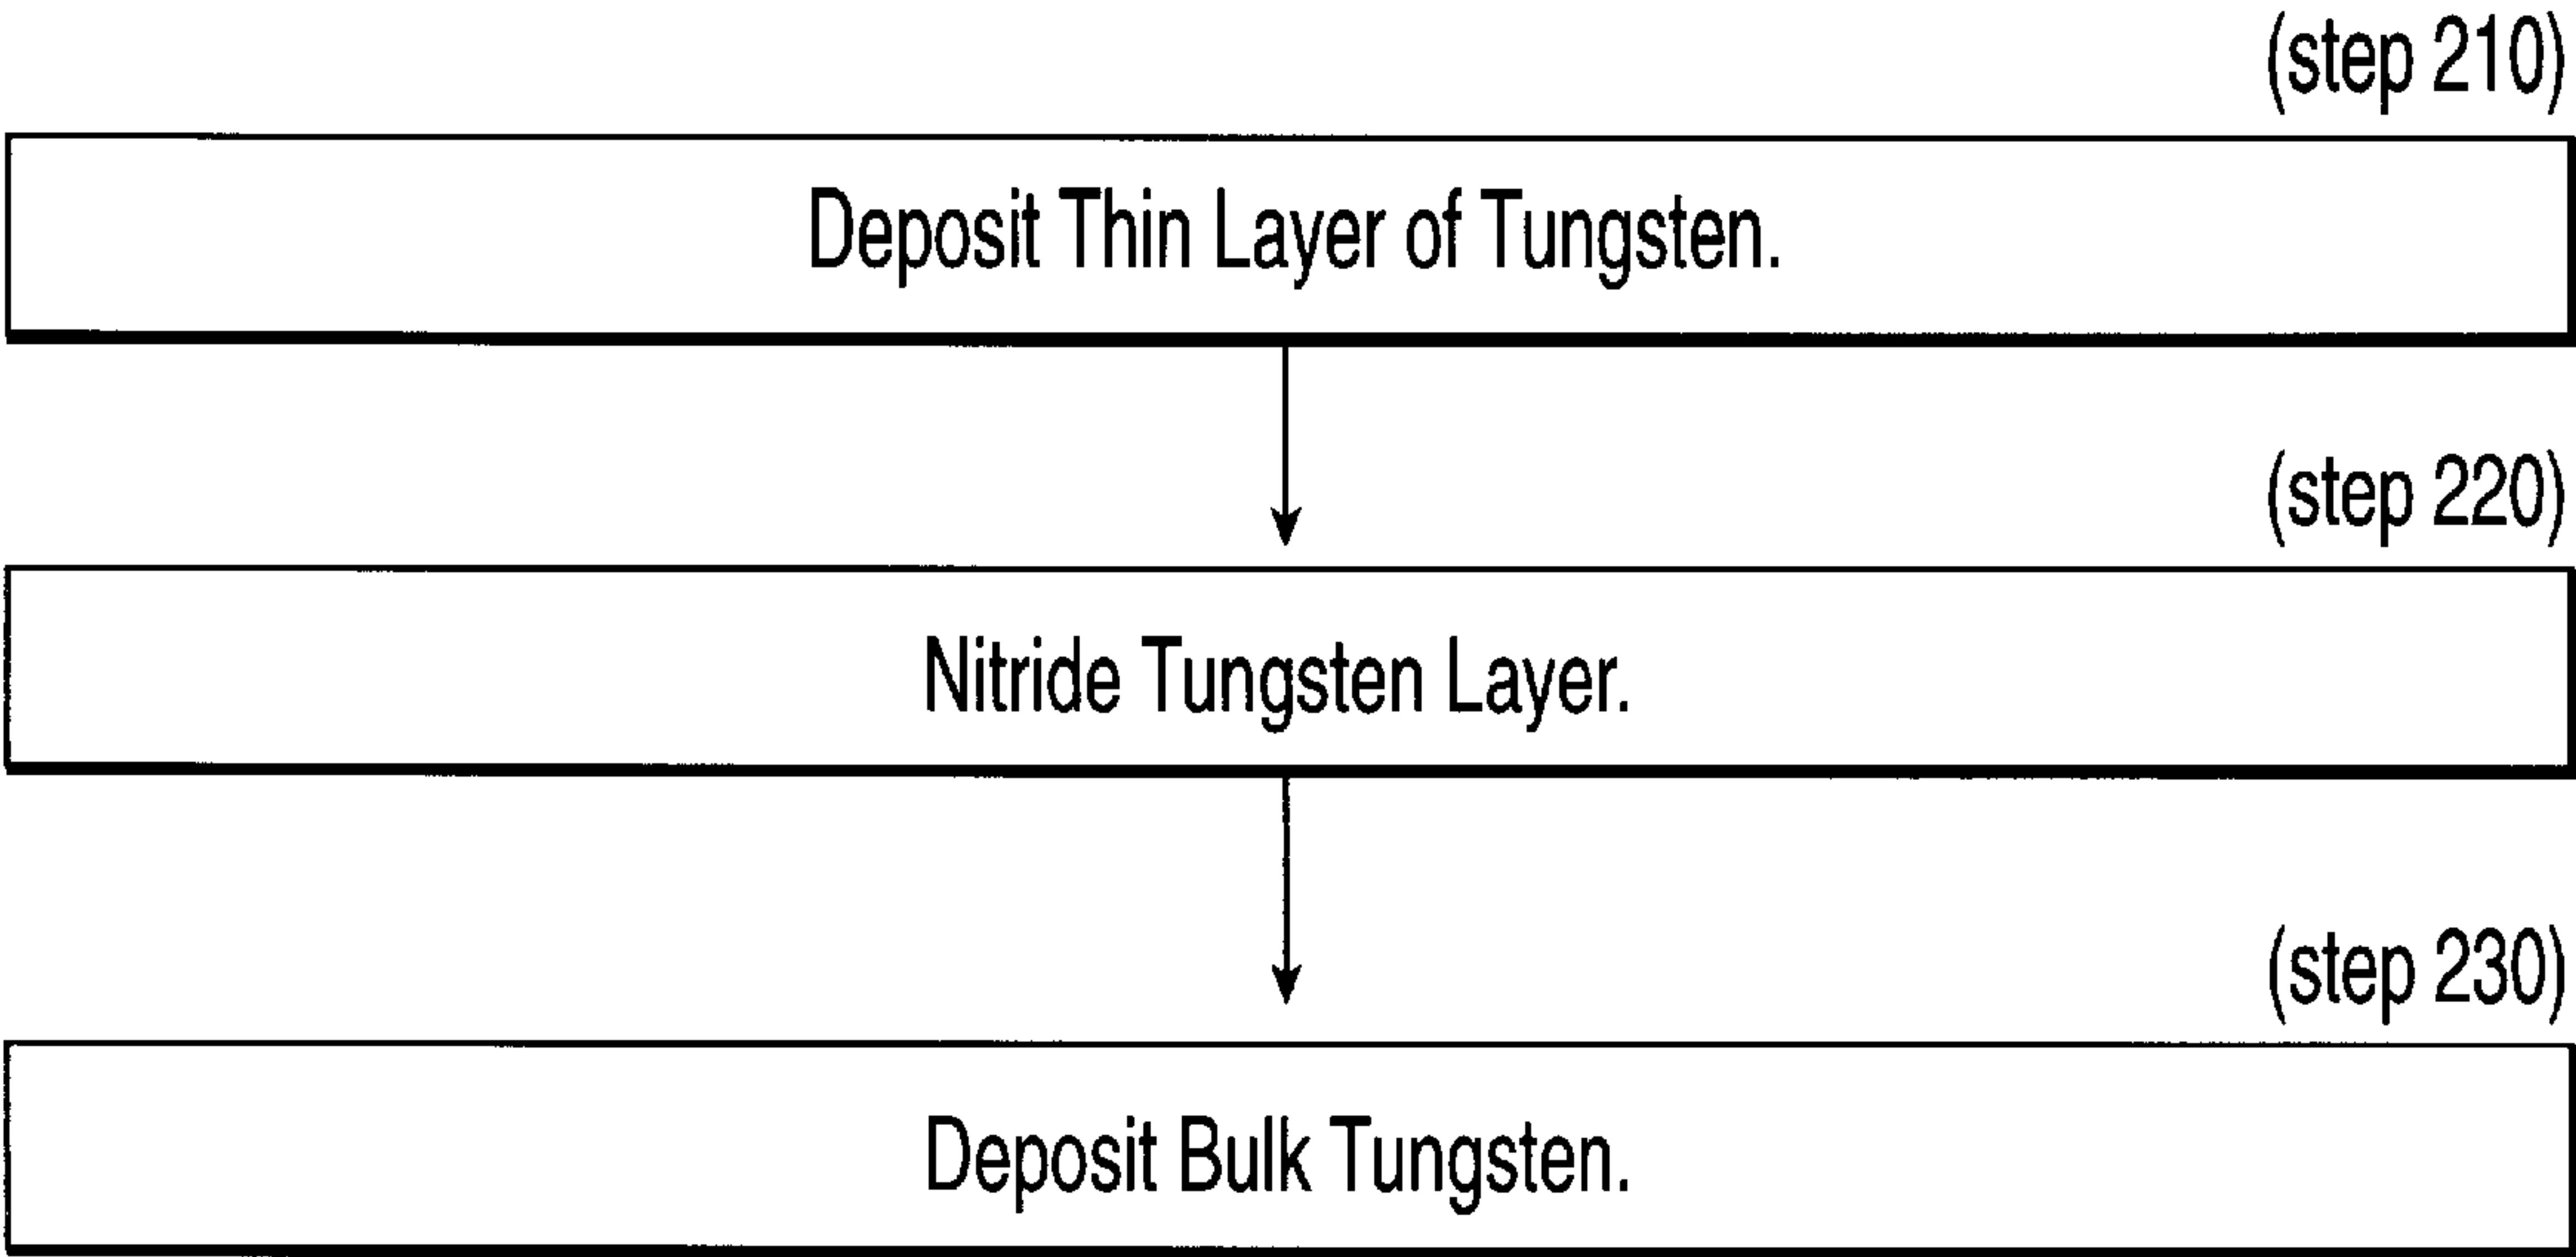 (step 210)
Deposit Thin Layer of Tungsten.
(step 220)
Nitride Tungsten Layer.
(step 230)
Deposit Bulk Tungsten.